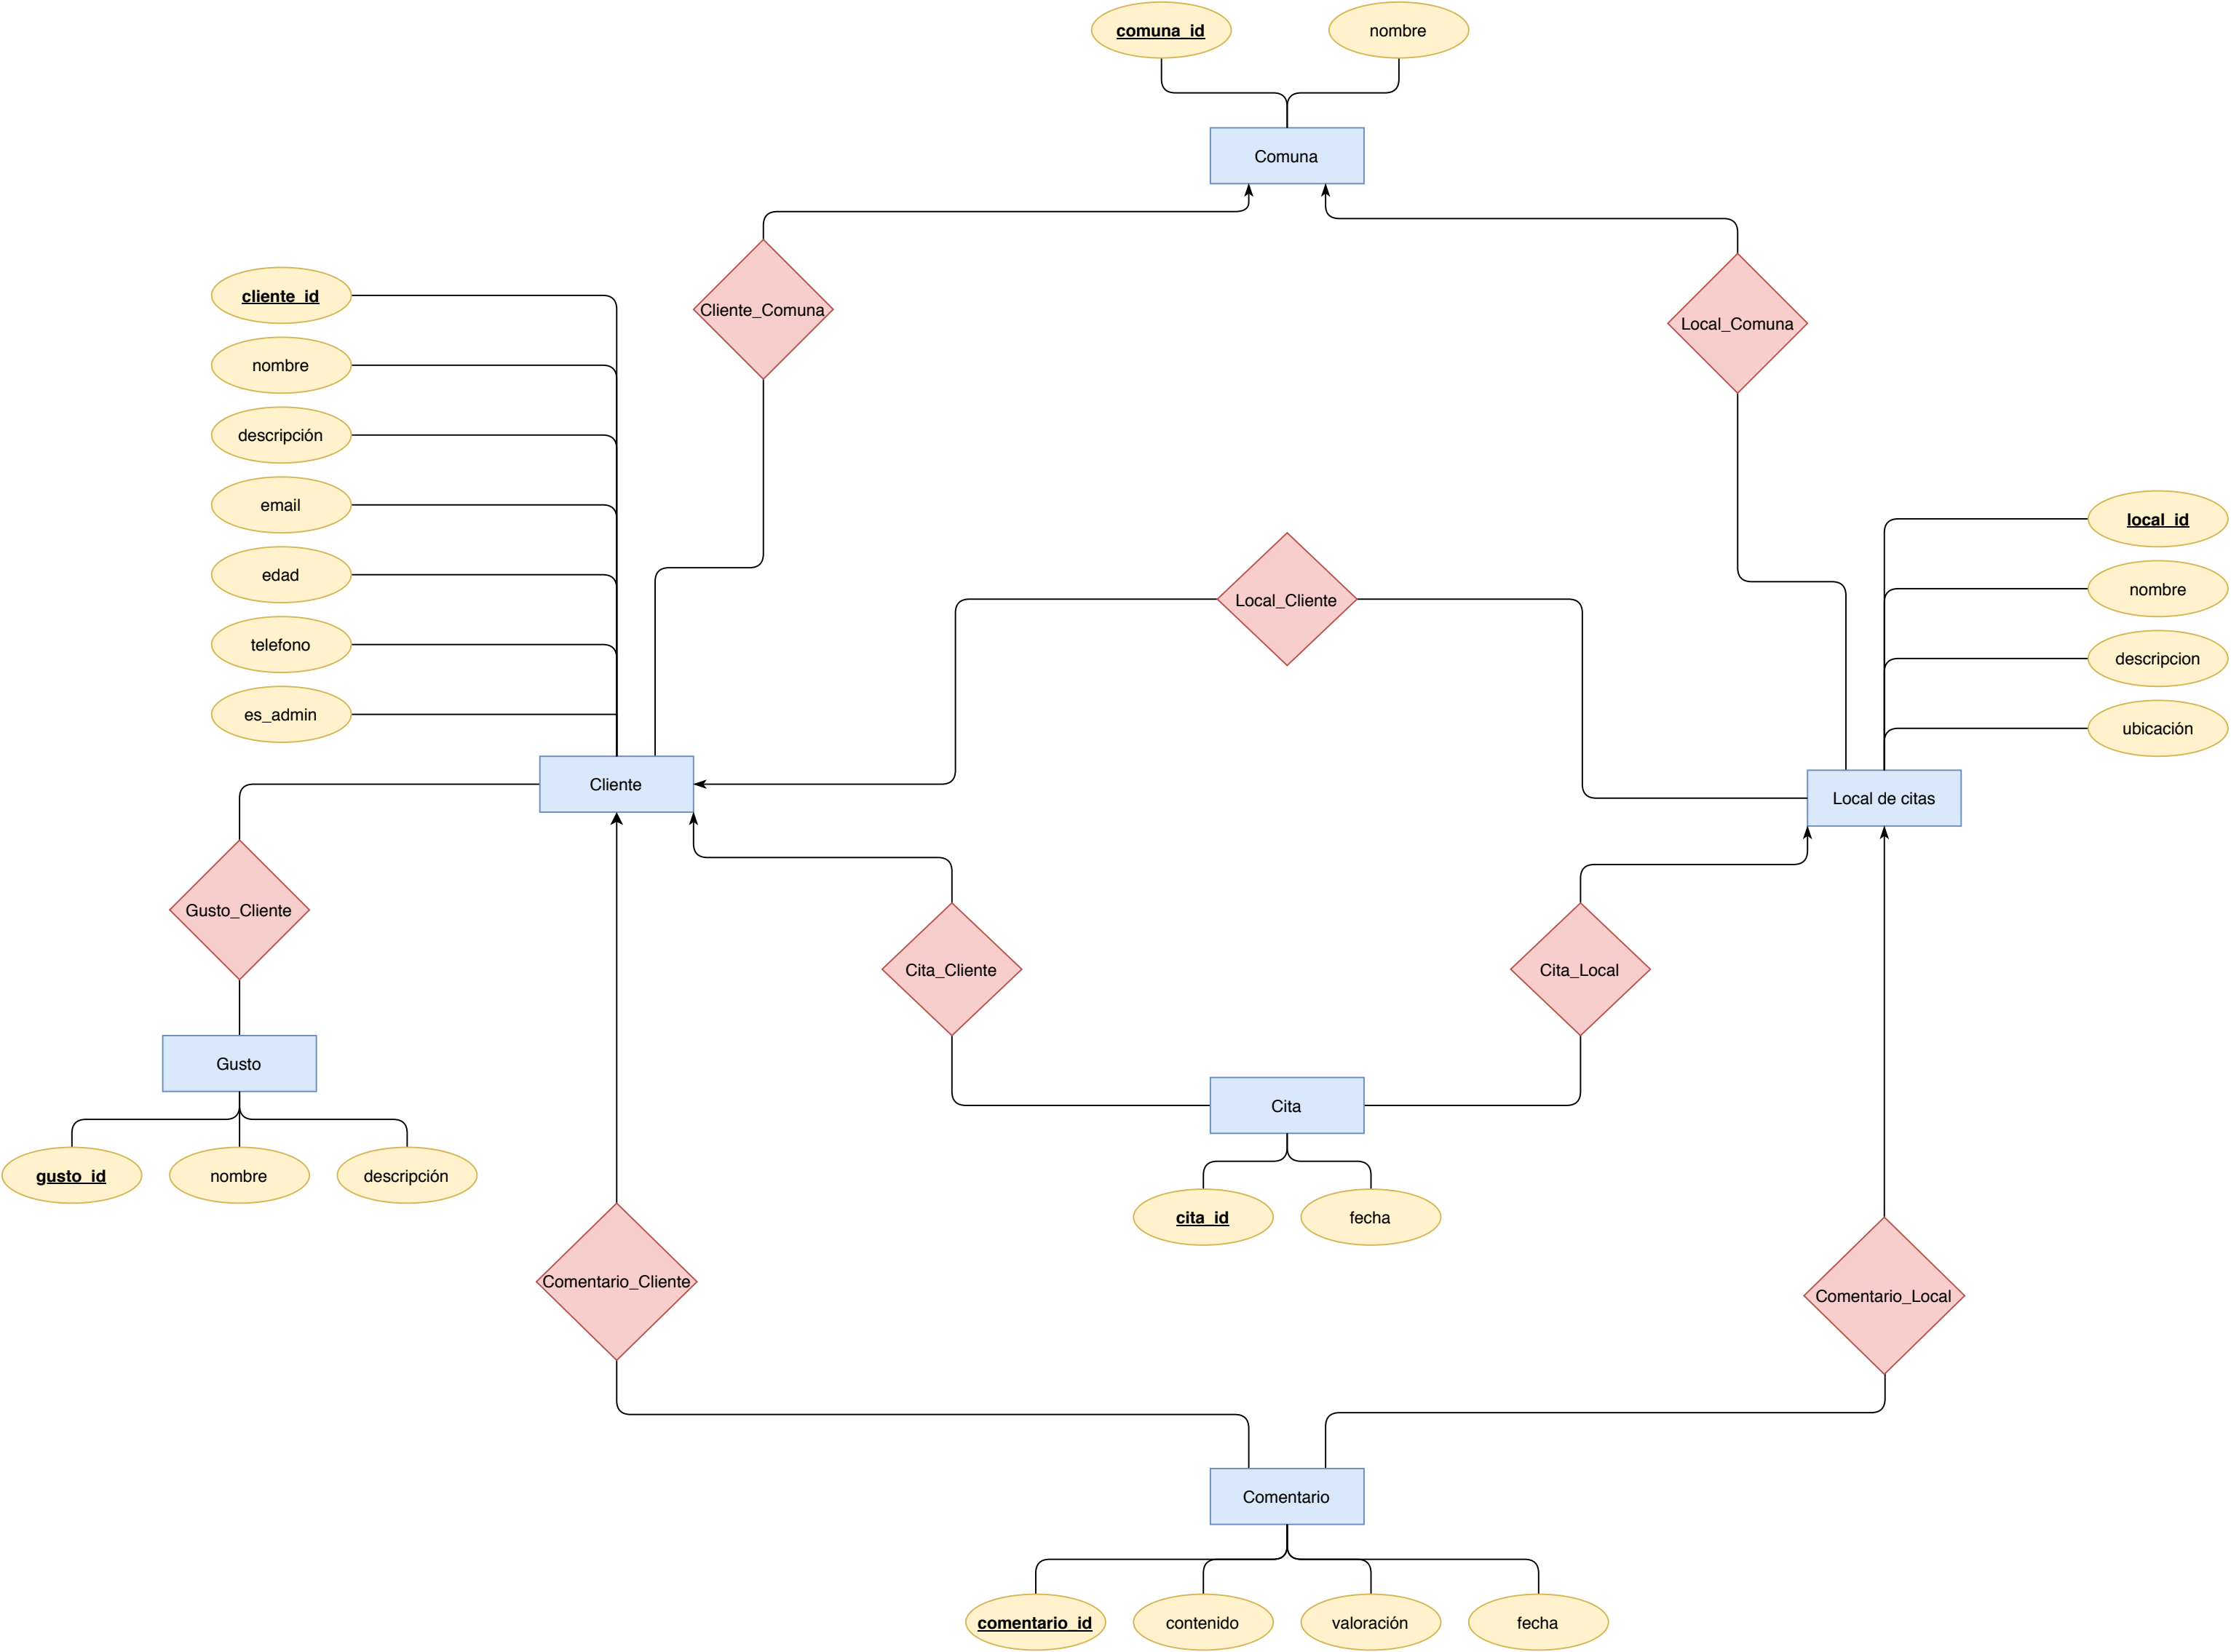 comuna_id
nombre
Comuna
cliente_id
nombre
descripción
email
edad
telefono
es_admin
Cliente_Comuna
Local_Comuna
Local_Cliente
local_id
nombre
descripcion
ubicación
Cliente
Local de citas
Gusto_Cliente
Cita_Cliente
Cita_Local
Gusto
gusto_id
nombre
descripción
Cita
cita_id
fecha
Comentario_Cliente
Comentario_Local
Comentario
comentario_id
contenido
valoración
fecha